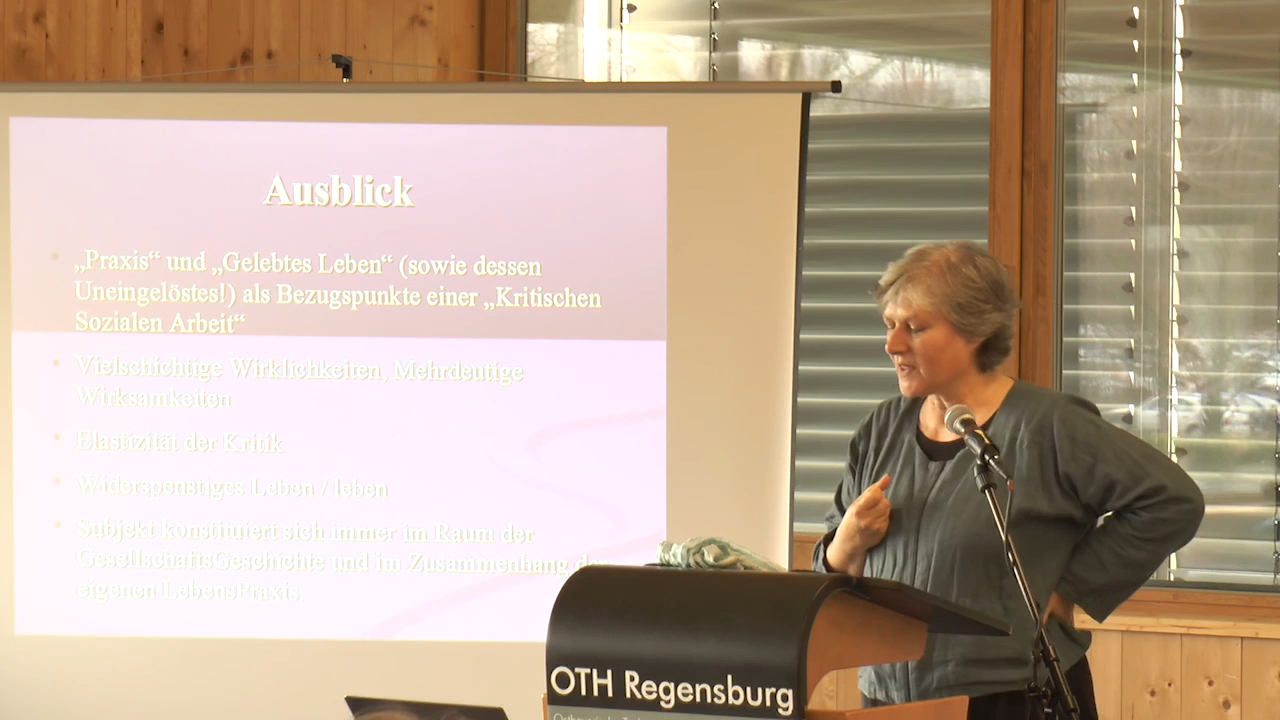 Ausblick
„Praxis“ und „Gelebtes Leben“ (sowie dessen
Uneingelöstes!) als Bezugspunkte einer „Kritischen
Sozialen Arbeit“
Vielschichtige Wirklichkeiten, Mehrdeutige
Wirksamkeiten
Elastizität der Kritik
Widerspenstiges Leben / leben
Subjekt konstituiert sich immer im Raum der
GesellschaftsGeschichte und im Zusammenhang der
eigenen LebensPraxis
OTH Regensburg